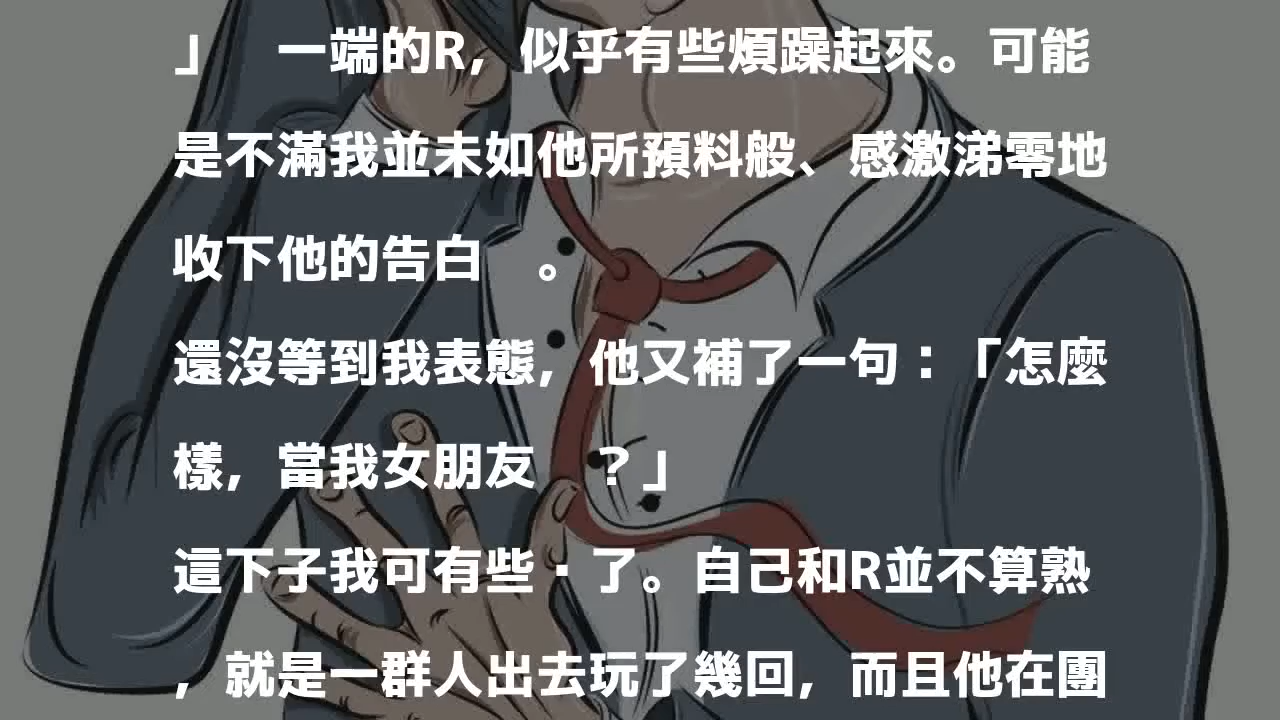 」　一端的R，似乎有些煩躁起來。可能
是不滿我並未如他所預料般、感激涕零地
收下他的告白　。
還沒等到我表態，他又補了一句：「怎麼
樣，當我女朋友　？」
這下子我可有些▪了。自己和R並不算熟
，就是一群人出去玩了幾回，而且他在團